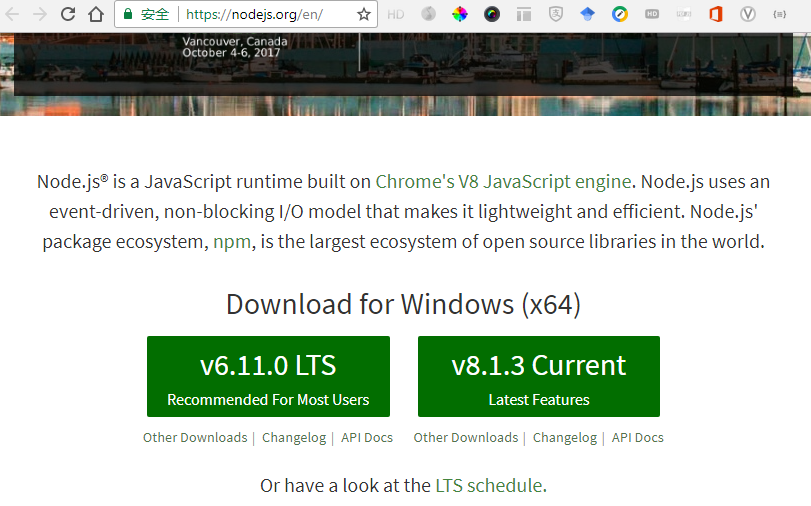 安全 https://nodejs.org/en/
HD
HD
Vancouver, Canada
October 4-6, 2017
Node.js® is a JavaScript runtime built on Chrome's V8 JavaScript engine. Node.js uses an
event-driven, non-blocking I/O model that makes it lightweight and efficient. Node.js'
package ecosystem, npm, is the largest ecosystem of open source libraries in the world.
Download for Windows (x64)
v6.11.0 LTS
Recommended For Most Users
v8.1.3 Current
Latest Features
Other Downloads | Changelog | API Docs
Other Downloads | Changelog | API Docs
Or have a look at the LTS schedule.